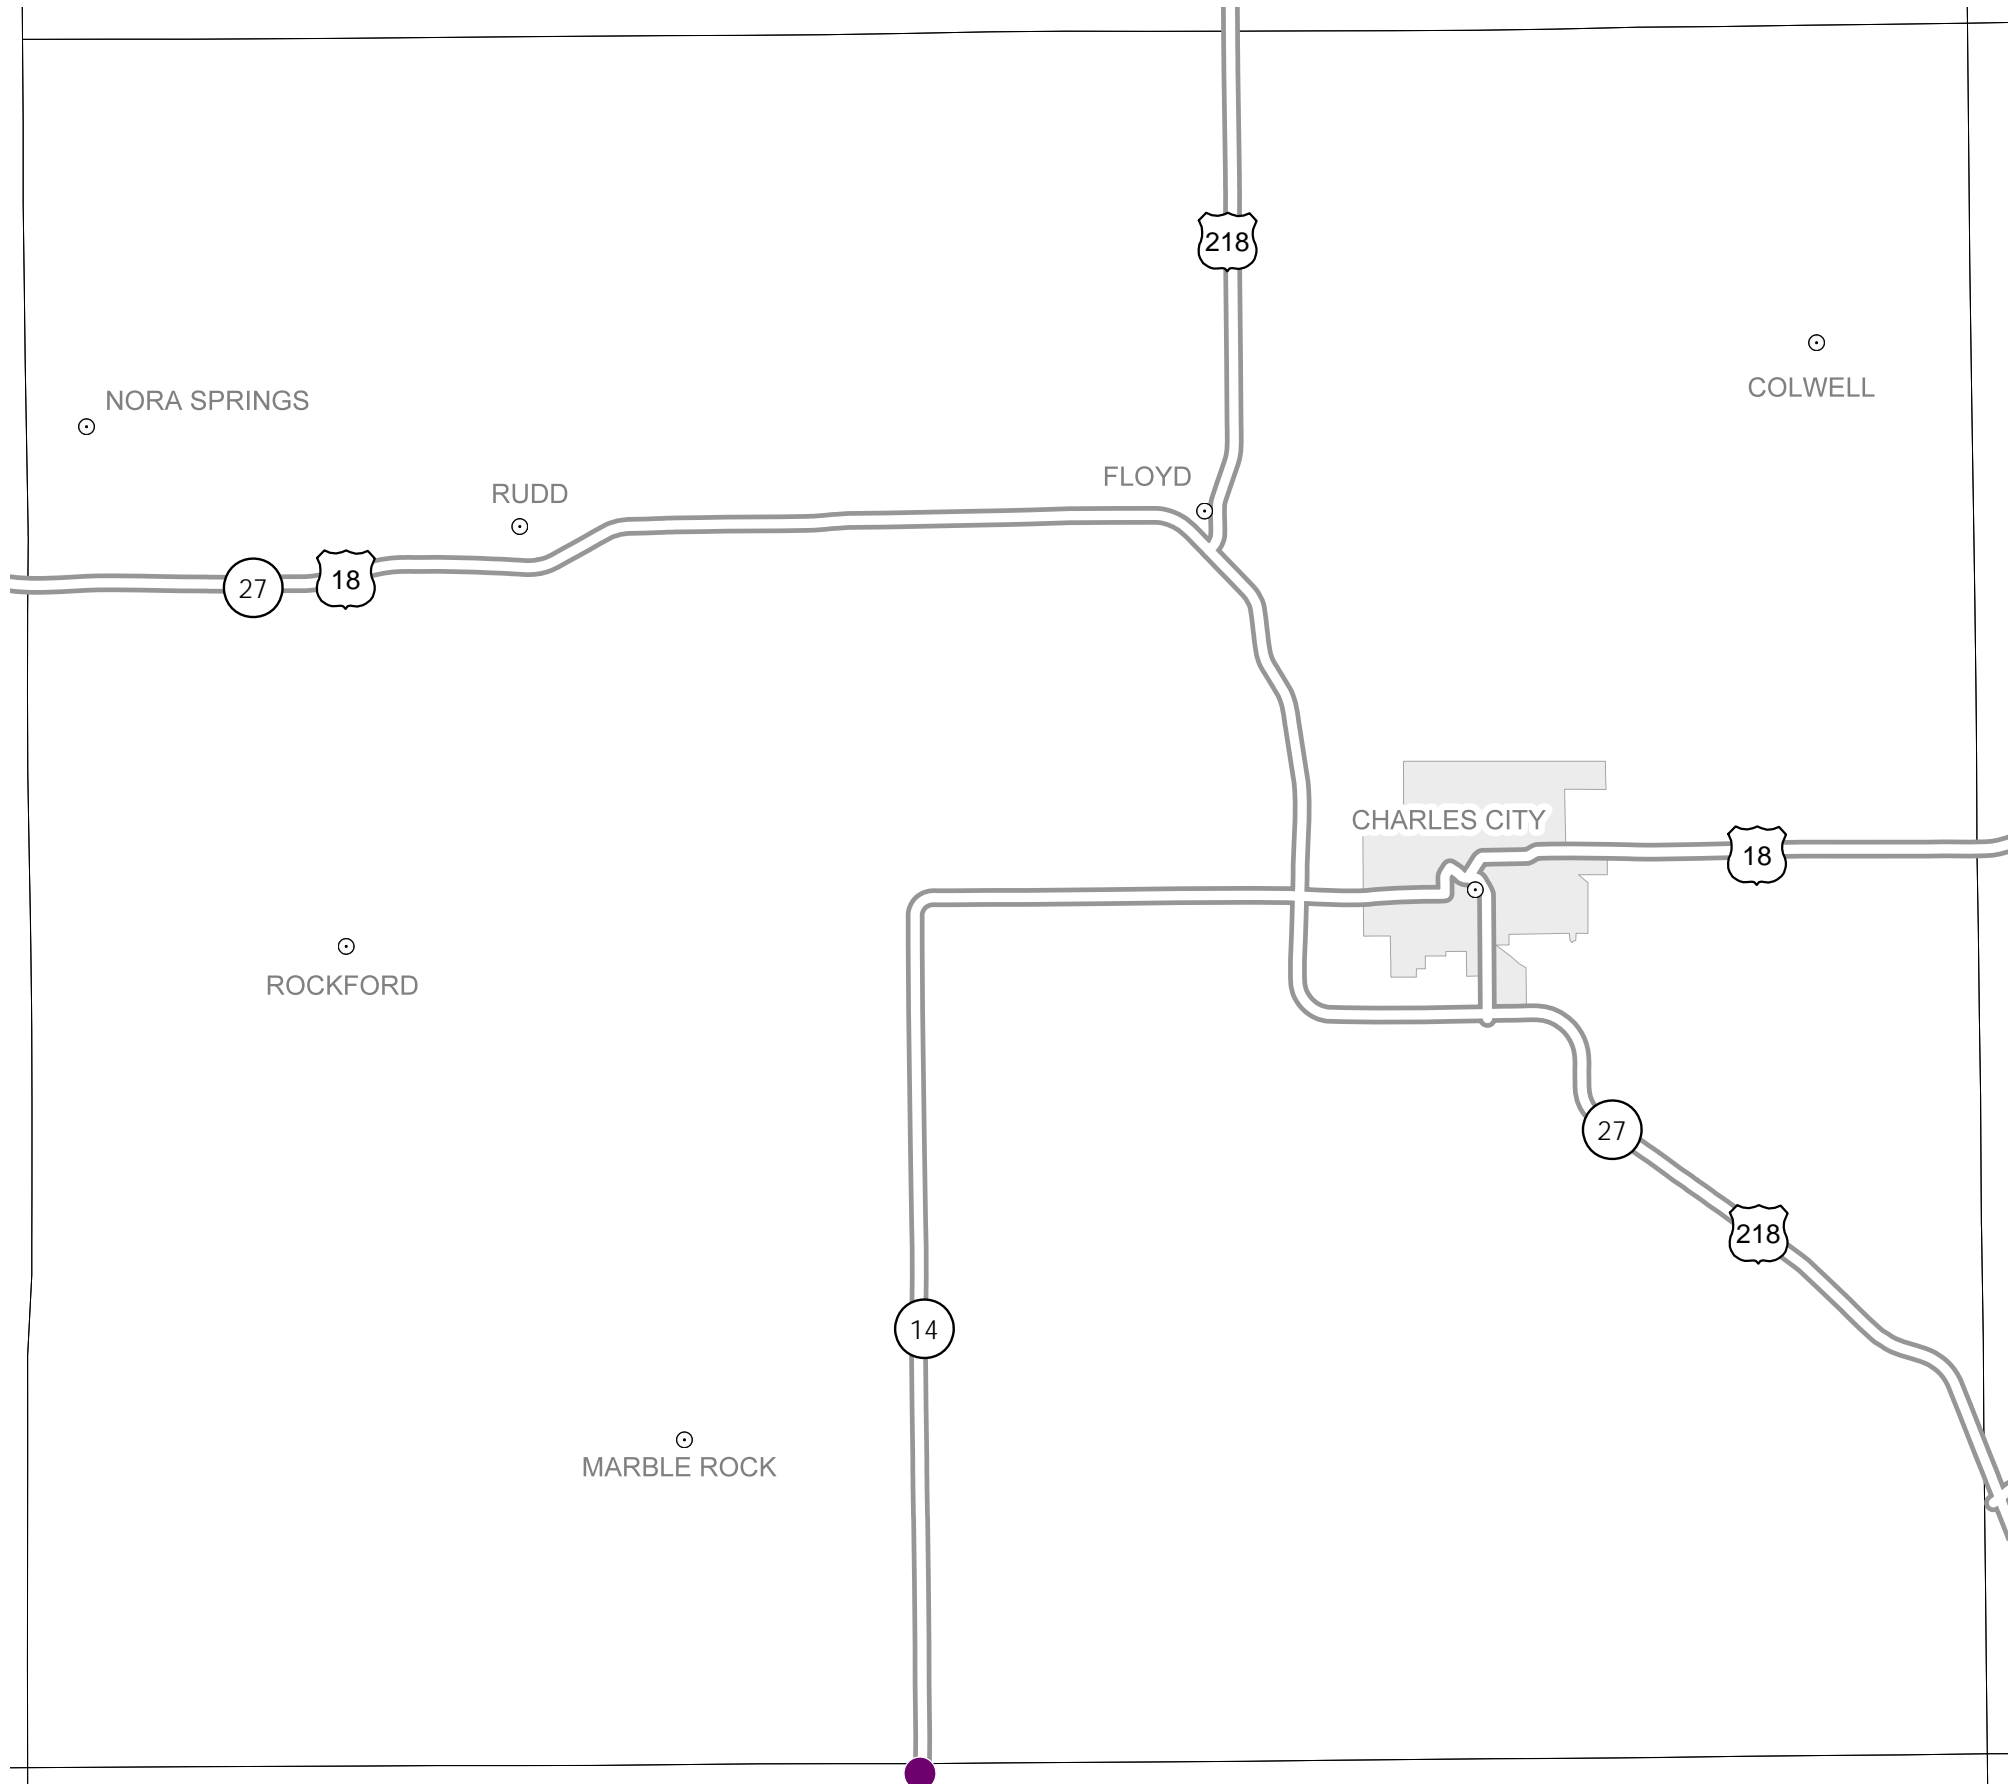 218
COLWELL
NORA SPRINGS
FLOYD
RUDD
27
18
CHARLES CITY
18
ROCKFORD
27
218
14
MARBLE ROCK